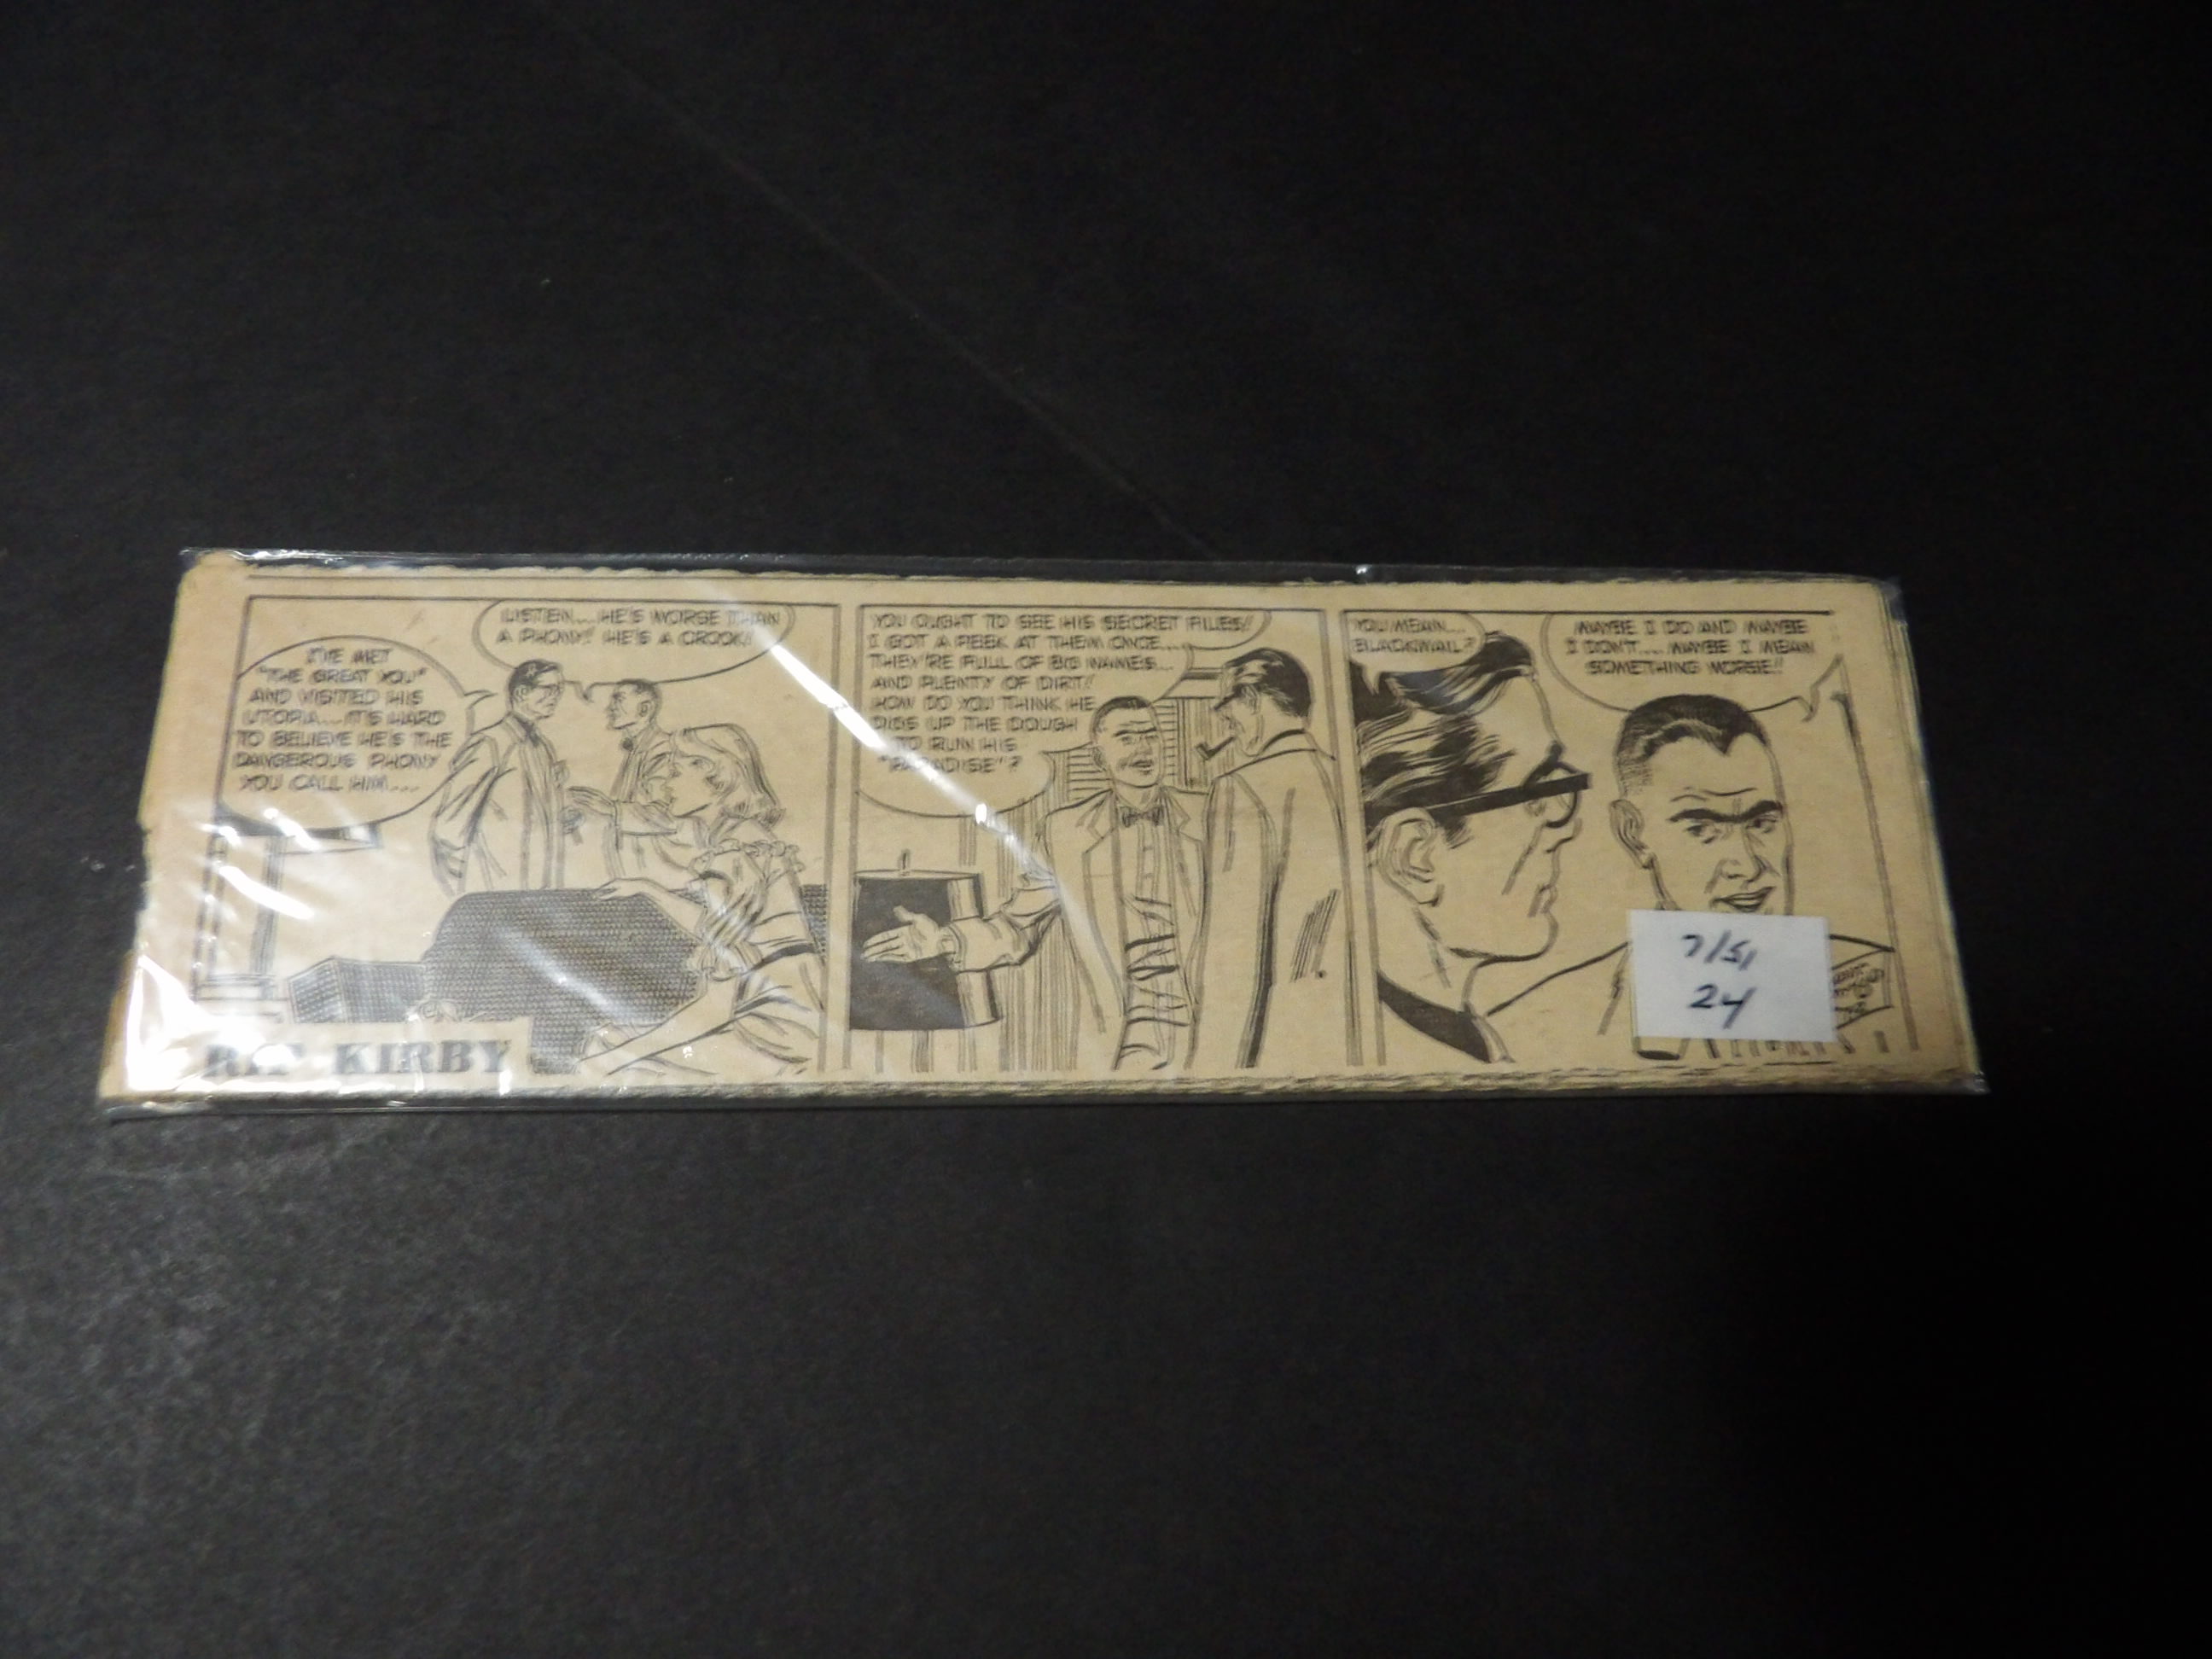 I'VE MET
"THE GREAT YOU"
AND VISITED HIS
UTOPIA... IT'S HARD
TO BELIEVE HE'S THE
DANGEROUS PHONY
YOU CALL HIM....
LISTEN.... HE'S WORSE THAN
A PHONY! HE'S A CROOK!
YOU OUGHT TO SEE HIS SECRET FILES!
I GOT A PEEK AT THEM ONCE....
THEY'RE FULL OF BIG NAMES...
AND PLENTY OF DIRT!
HOW DO YOU THINK HE
DIGS UP THE DOUGH
TO RUN HIS
"PARADISE"?
YOU MEAN....
BLACKMAIL?
MAYBE I DO AND MAYBE
I DON'T.... MAYBE I MEAN
SOMETHING WORSE!!
RIP KIRBY
7/51
24